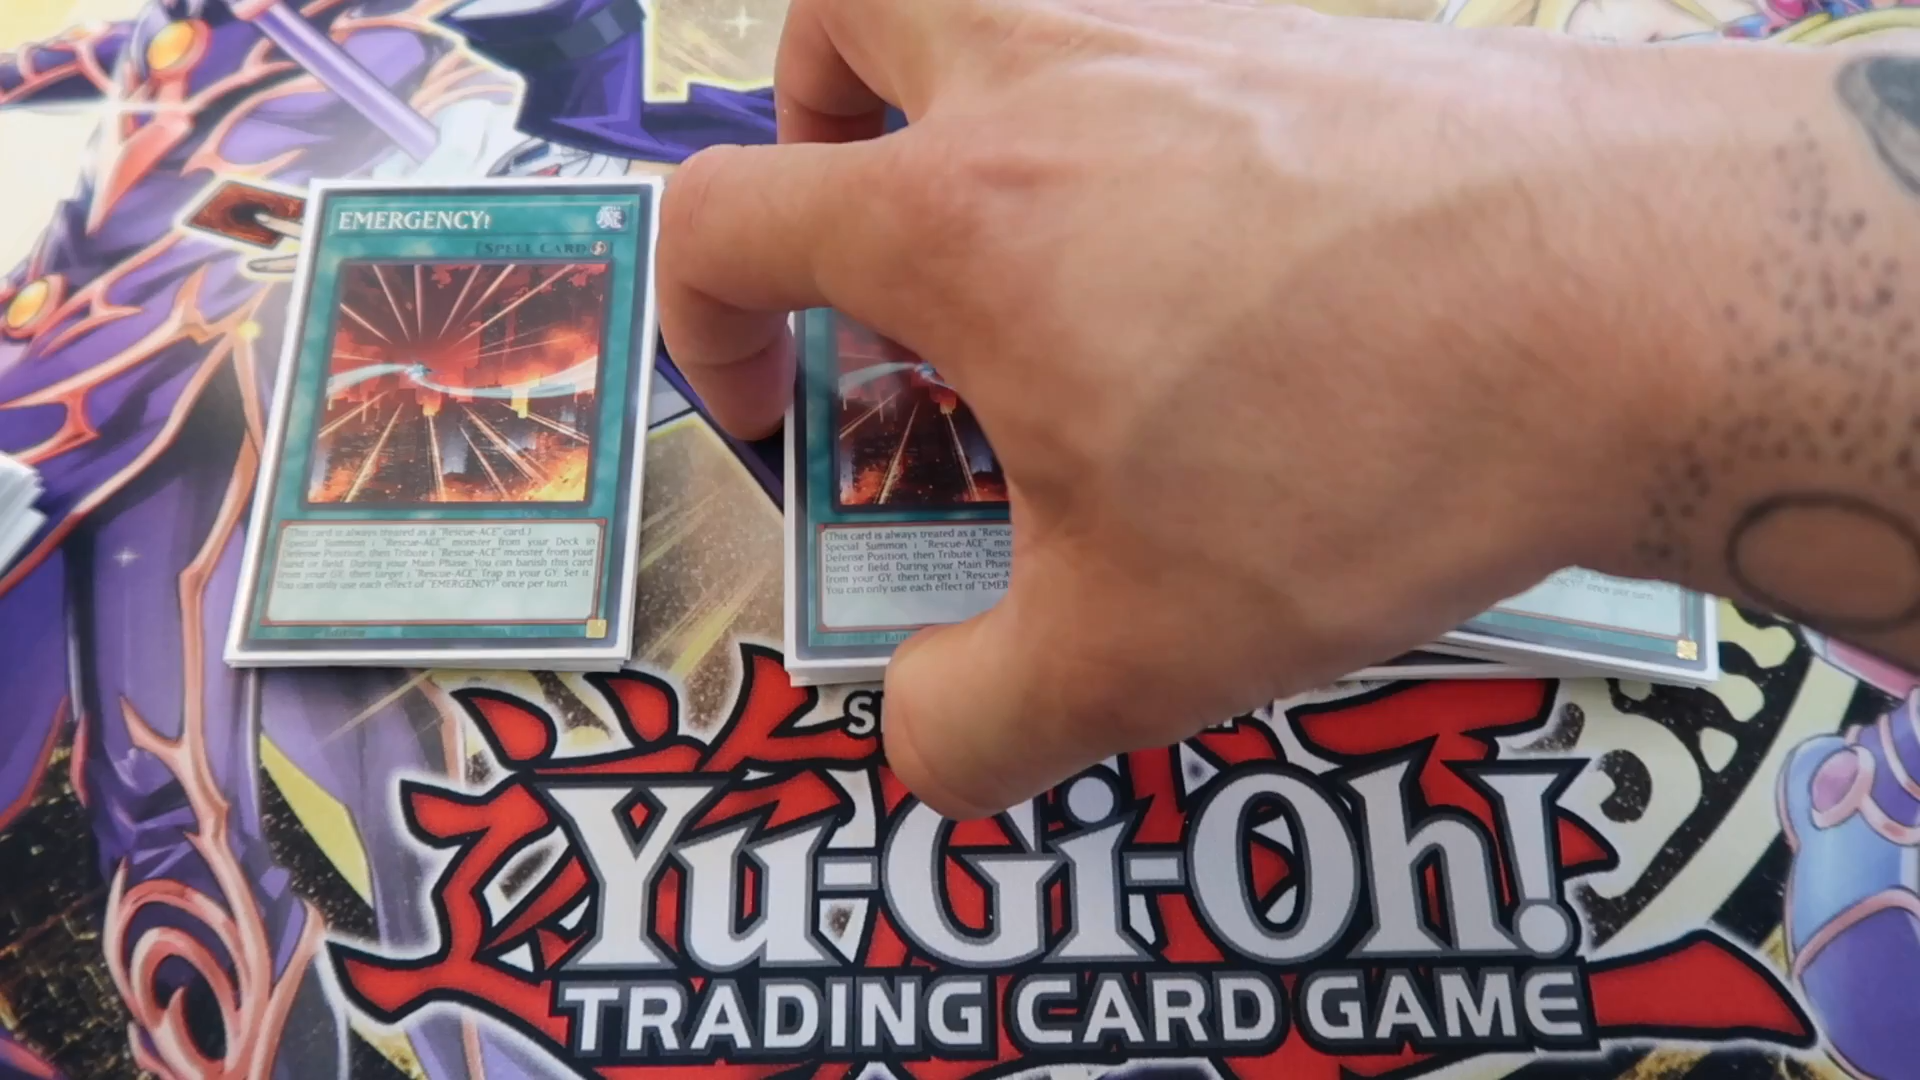 EMERGENCY!
[SPELL CARD]
(This card is always treated as a "Rescue-ACE" card.)
Special Summon 1 "Rescue-ACE" monster from your Deck in
Defense Position, then Tribute 1 "Rescue-ACE" monster from your
hand or field. During your Main Phase: You can banish this card
from your GY, then target 1 "Rescue-ACE" Trap in your GY; Set it.
You can only use each effect of "EMERGENCY!" once per turn.
Edition
(This card is always treated as a "Rescue
Special Summon 1 "Rescue-ACE"
Defense Position, then Tribute 1 "Rescu
hand or field. During your Main Phase
from your GY, then target 1 "Rescue-A
You can only use each effect of "EMER
once per turn.
Yu-Gi-Oh!
TRADING CARD GAME